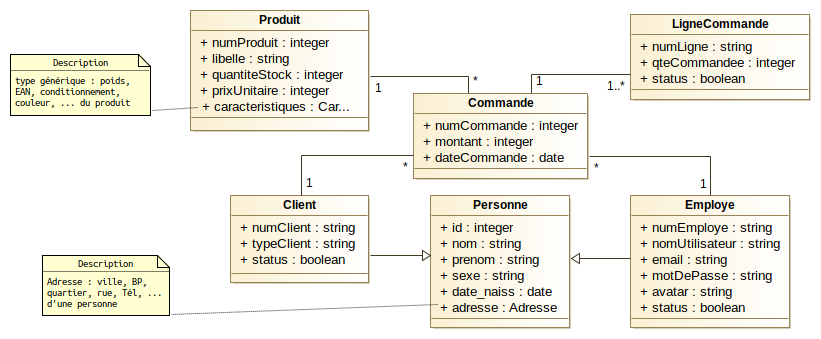 Produit
+ numProduit : integer
+ libelle : string
+ quantiteStock : integer
+ prixUnitaire : integer
+ caracteristiques : Car...
Description
type générique : poids,
EAN, conditionnement,
couleur, ... du produit
LigneCommande
+ numLigne : string
+ qteCommandee : integer
+ status : boolean
1
*
1
1..*
Commande
+ numCommande : integer
+ montant : integer
+ dateCommande : date
*
1
*
1
Client
+ numClient : string
+ typeClient : string
+ status : boolean
Personne
+ id : integer
+ nom : string
+ prenom : string
+ sexe : string
+ date_naiss : date
+ adresse : Adresse
Employe
+ numEmploye : string
+ nomUtilisateur : string
+ email : string
+ motDePasse : string
+ avatar : string
+ status : boolean
Description
Adresse : ville, BP,
quartier, rue, Tél, ...
d'une personne